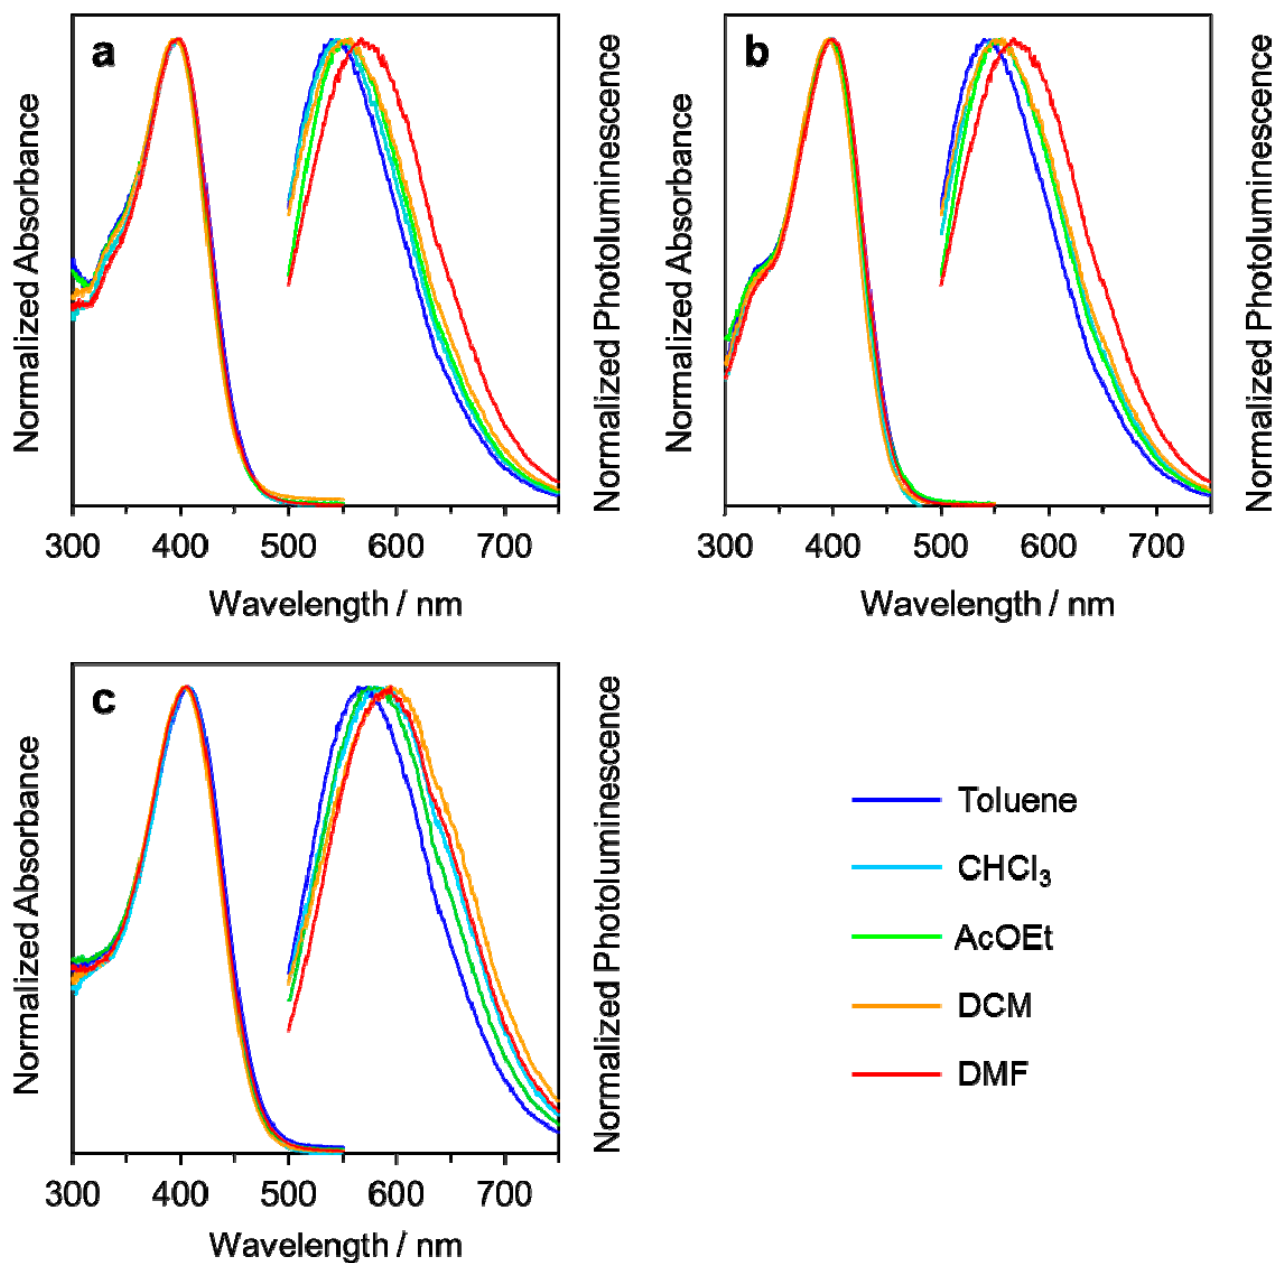 a
Normalized Absorbance
Normalized Photoluminescence
300 400 500 600 700
Wavelength / nm
b
Normalized Absorbance
Normalized Photoluminescence
300 400 500 600 700
Wavelength / nm
c
Normalized Absorbance
Normalized Photoluminescence
300 400 500 600 700
Wavelength / nm
Toluene
CHCl₃
AcOEt
DCM
DMF